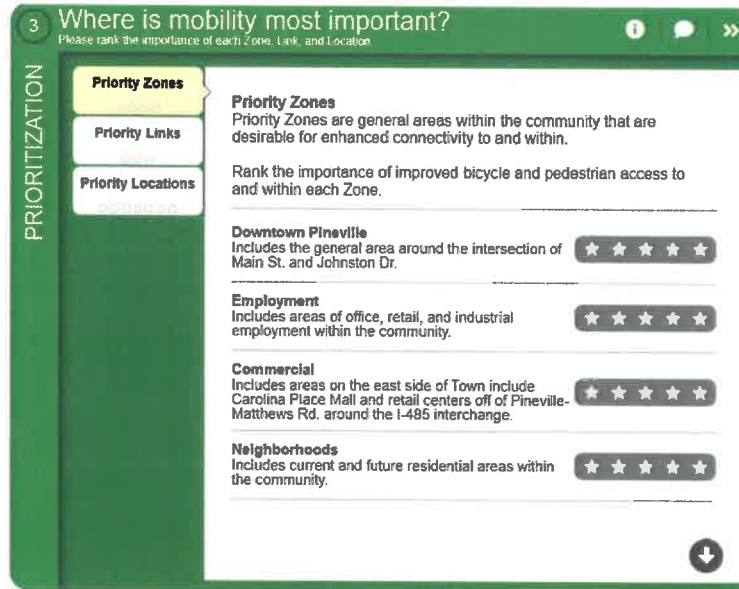 3 Where is mobility most important?
Please rank the importance of each Zone, Link, and Location
PRIORITIZATION
Priority Zones
Priority Links
Priority Locations
Priority Zones
Priority Zones are general areas within the community that are
desirable for enhanced connectivity to and within.
Rank the importance of improved bicycle and pedestrian access to
and within each Zone.
Downtown Pineville
Includes the general area around the intersection of
Main St. and Johnston Dr.
Employment
Includes areas of office, retail, and industrial
employment within the community.
Commercial
Includes areas on the east side of Town include
Carolina Place Mall and retail centers off of Pineville-
Matthews Rd. around the I-485 interchange.
Neighborhoods
Includes current and future residential areas within
the community.